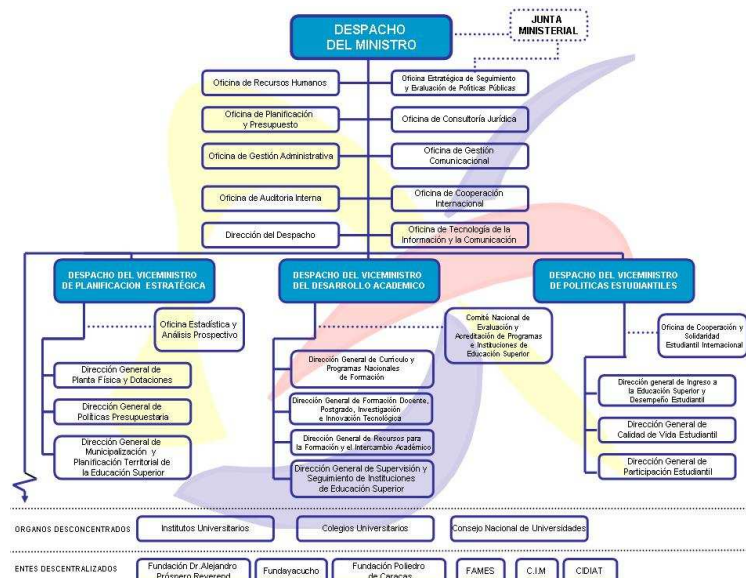 DESPACHO
DEL MINISTRO
JUNTA
MINISTERIAL
Oficina de Recursos Humanos
Oficina Estratégica de Seguimiento
y Evaluación de Políticas Públicas
Oficina de Planificación
y Presupuesto
Oficina de Consultoría Jurídica
Oficina de Gestión Administrativa
Oficina de Gestión
Comunicacional
Oficina de Auditoria Interna
Oficina de Cooperación
Internacional
Dirección del Despacho
Oficina de Tecnología de la
Información y la Comunicación
DESPACHO DEL VICEMINISTRO
DE PLANIFICACION ESTRATÉGICA
DESPACHO DEL VICEMINISTRO
DEL DESARROLLO ACADEMICO
DESPACHO DEL VICEMINISTRO
DE POLITICAS ESTUDIANTILES
Oficina Estadística y
Análisis Prospectivo
Comité Nacional de
Evaluación y
Acreditación de Programas
e Instituciones de
Educación Superior
Oficina de Cooperación y
Solidaridad
Estudiantil Internacional
Dirección General de
Planta Física y Dotaciones
Dirección General de
Políticas Presupuestaria
Dirección General de
Municipalización y
Planificación Territorial de
la Educación Superior
Dirección General de Currículo y
Programas Nacionales
de Formación
Dirección General de Formación Docente,
Postgrado, Investigación
e Innovación Tecnológica
Dirección General de Recursos para
la Formación y el Intercambio Académico
Dirección General de Supervisión y
Seguimiento de Instituciones
de Educación Superior
Dirección general de Ingreso a
la Educación Superior y
Desempeño Estudiantil
Dirección General de
Calidad de Vida Estudiantil
Dirección General de
Participación Estudiantil
ORGANOS DESCONCENTRADOS
Institutos Universitarios
Colegios Universitarios
Consejo Nacional de Universidades
ENTES DESCENTRALIZADOS
Fundación Dr.Alejandro
Próspero Reverend
Fundayacucho
Fundación Poliedro
de Caracas
FAMES
C.I.M
CIDIAT